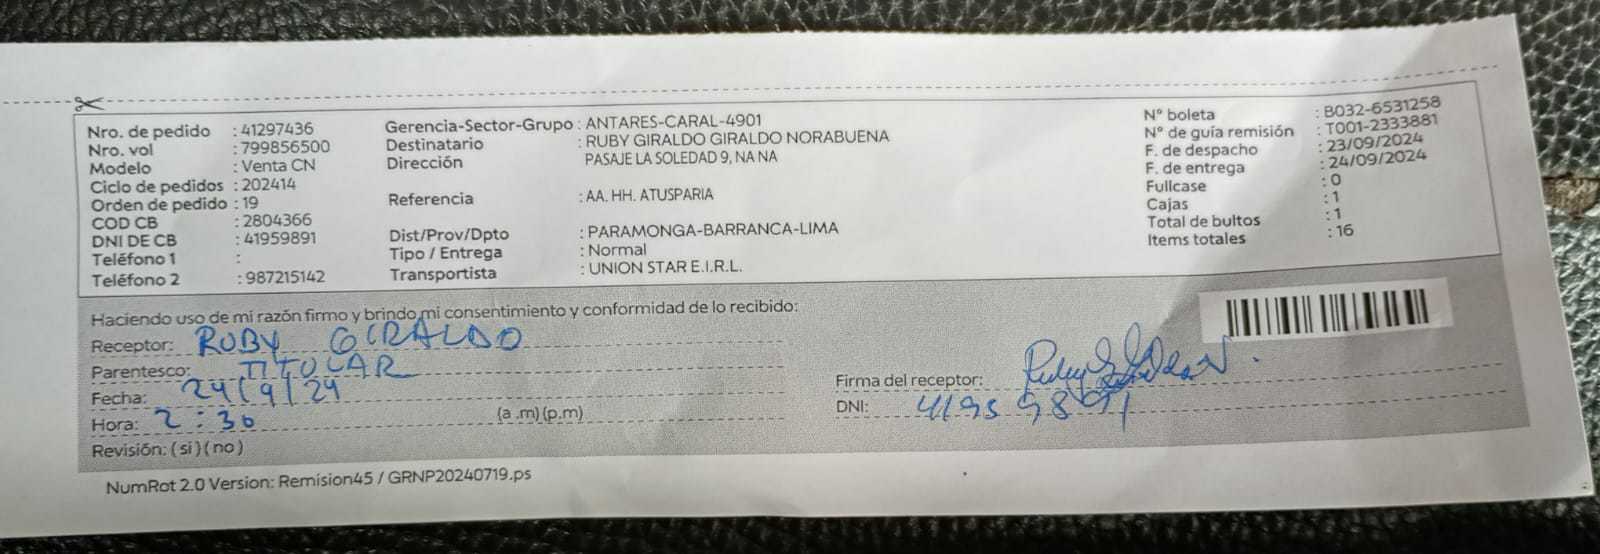 Nro. de pedido : 41297436
Nro. vol : 799856500
Modelo : Venta CN
Ciclo de pedidos : 202414
Orden de pedido : 19
COD CB : 2804366
DNI DE CB : 41959891
Teléfono 1 :
Teléfono 2 : 987215142
Gerencia-Sector-Grupo : ANTARES-CARAL-4901
Destinatario : RUBY GIRALDO GIRALDO NORABUENA
Dirección PASAJE LA SOLEDAD 9, NA NA
Referencia : AA. HH. ATUSPARIA
Dist/Prov/Dpto : PARAMONGA-BARRANCA-LIMA
Tipo / Entrega : Normal
Transportista : UNION STAR E.I.R.L.
N° boleta : B032-6531258
N° de guía remisión : T001-2333881
F. de despacho : 23/09/2024
F. de entrega : 24/09/2024
Fullcase : 0
Cajas : 1
Total de bultos : 1
Items totales : 16
Haciendo uso de mi razón firmo y brindo mi consentimiento y conformidad de lo recibido:
Receptor: RUBY GIRALDO
Parentesco: TITULAR
Fecha: 24/9/24
Hora: 2:30 (a .m) (p.m)
Revisión: ( si ) ( no )
Firma del receptor:
DNI: 41959891
NumRot 2.0 Version: Remision45 / GRNP20240719.ps